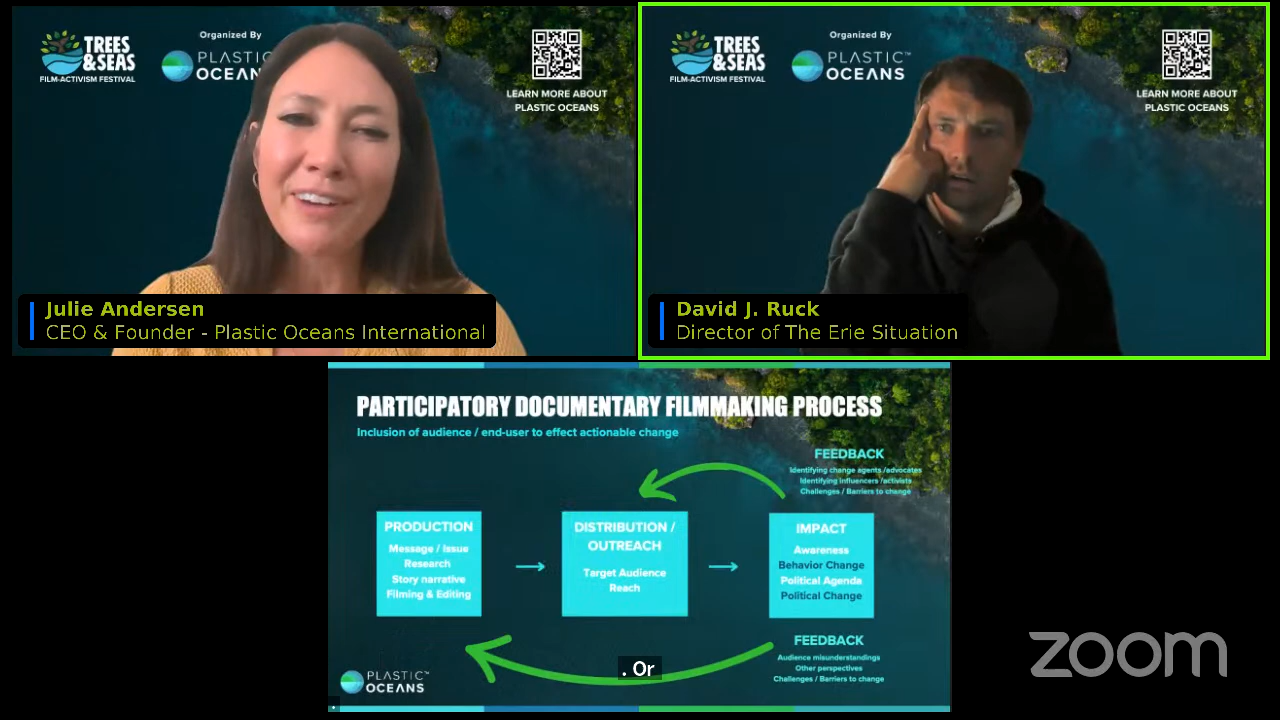 TREES
&SEAS
FILM-ACTIVISM FESTIVAL
Organized By
PLASTIC
OCEANS
LEARN MORE ABOUT
PLASTIC OCEANS
Julie Andersen
CEO & Founder - Plastic Oceans International
TREES
&SEAS
FILM-ACTIVISM FESTIVAL
Organized By
PLASTIC™
OCEANS
LEARN MORE ABOUT
PLASTIC OCEANS
David J. Ruck
Director of The Erie Situation
PARTICIPATORY DOCUMENTARY FILMMAKING PROCESS
Inclusion of audience / end-user to effect actionable change
FEEDBACK
Identifying change agents /advocates
Identifying influencers /activists
Challenges / Barriers to change
PRODUCTION
Message / Issue
Research
Story narrative
Filming & Editing
DISTRIBUTION /
OUTREACH
Target Audience
Reach
IMPACT
Awareness
Behavior Change
Political Agenda
Political Change
FEEDBACK
Audience misunderstandings
Other perspectives
Challenges / Barriers to change
. Or
PLASTIC™
OCEANS
zoom